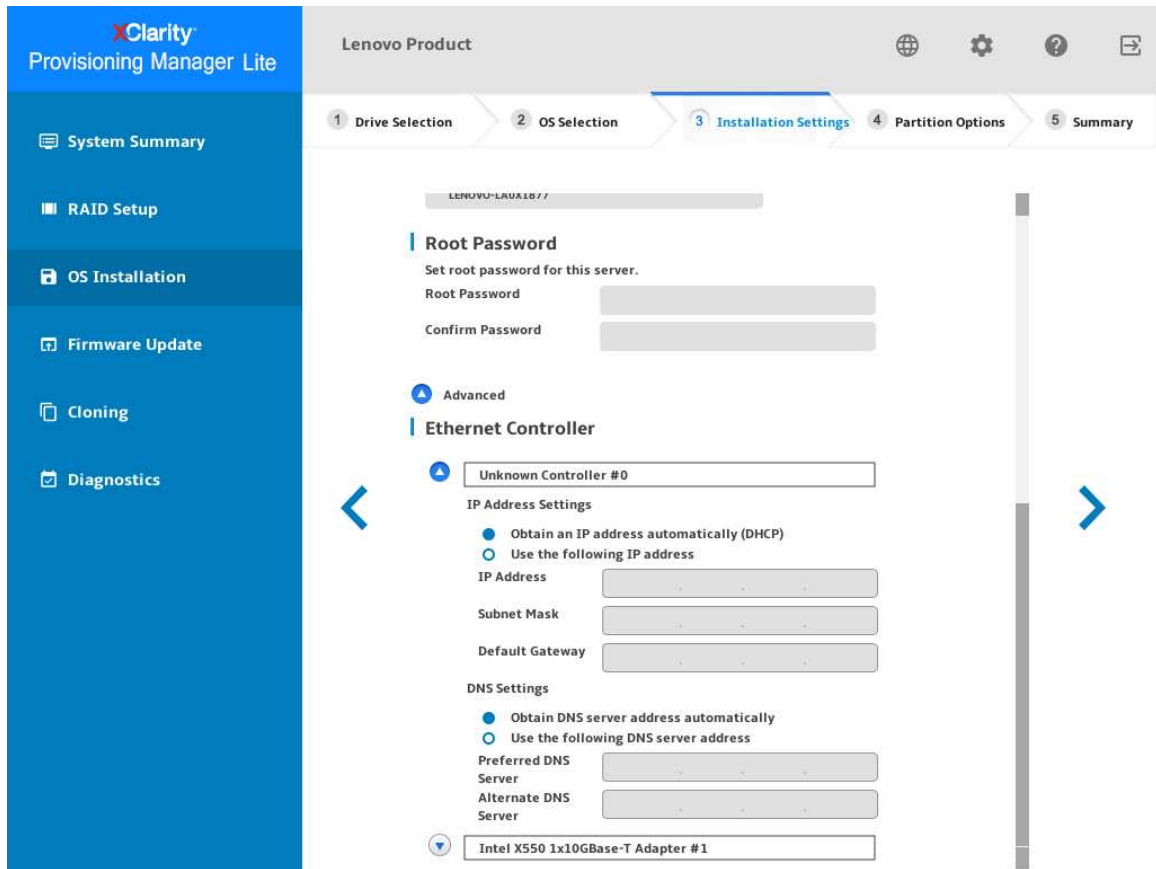 XClarity
Provisioning Manager Lite
Lenovo Product
System Summary
RAID Setup
OS Installation
Firmware Update
Cloning
Diagnostics
1 Drive Selection
2 OS Selection
3 Installation Settings
4 Partition Options
5 Summary
LENOVO-LA0X1877
Root Password
Set root password for this server.
Root Password
Confirm Password
Advanced
Ethernet Controller
Unknown Controller #0
IP Address Settings
Obtain an IP address automatically (DHCP)
Use the following IP address
IP Address
Subnet Mask
Default Gateway
DNS Settings
Obtain DNS server address automatically
Use the following DNS server address
Preferred DNS
Server
Alternate DNS
Server
Intel X550 1x10GBase-T Adapter #1